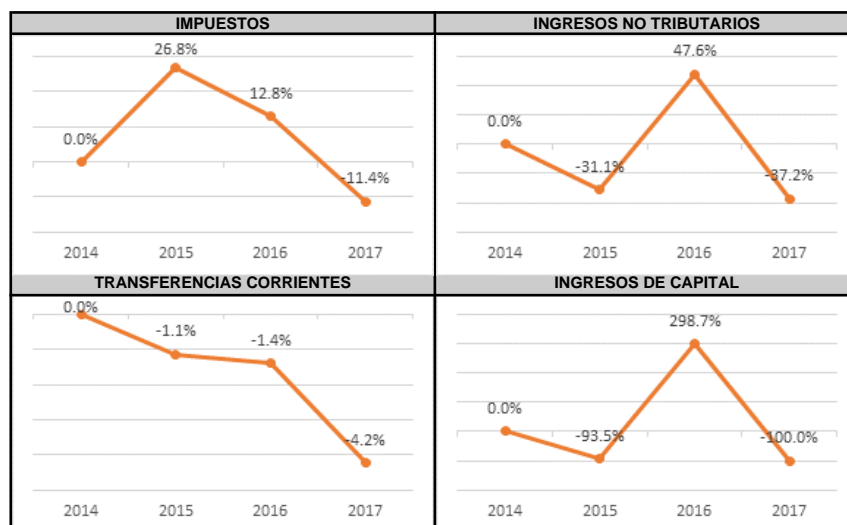 IMPUESTOS
26.8%
12.8%
0.0%
-11.4%
2014 2015 2016 2017
INGRESOS NO TRIBUTARIOS
47.6%
0.0%
-31.1%
-37.2%
2014 2015 2016 2017
TRANSFERENCIAS CORRIENTES
0.0%
-1.1%
-1.4%
-4.2%
2014 2015 2016 2017
INGRESOS DE CAPITAL
298.7%
0.0%
-93.5%
-100.0%
2014 2015 2016 2017